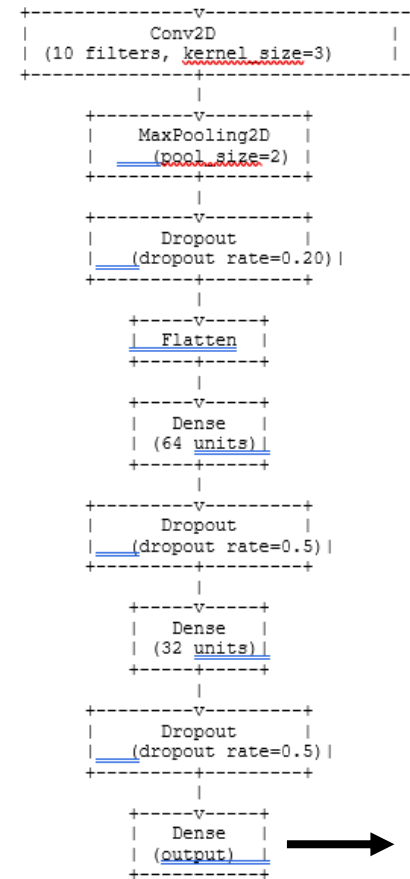 Conv2D
(10 filters, kernel_size=3)
MaxPooling2D
(pool_size=2)
Dropout
(dropout rate=0.20)
Flatten
Dense
(64 units)
Dropout
(dropout rate=0.5)
Dense
(32 units)
Dropout
(dropout rate=0.5)
Dense
(output)